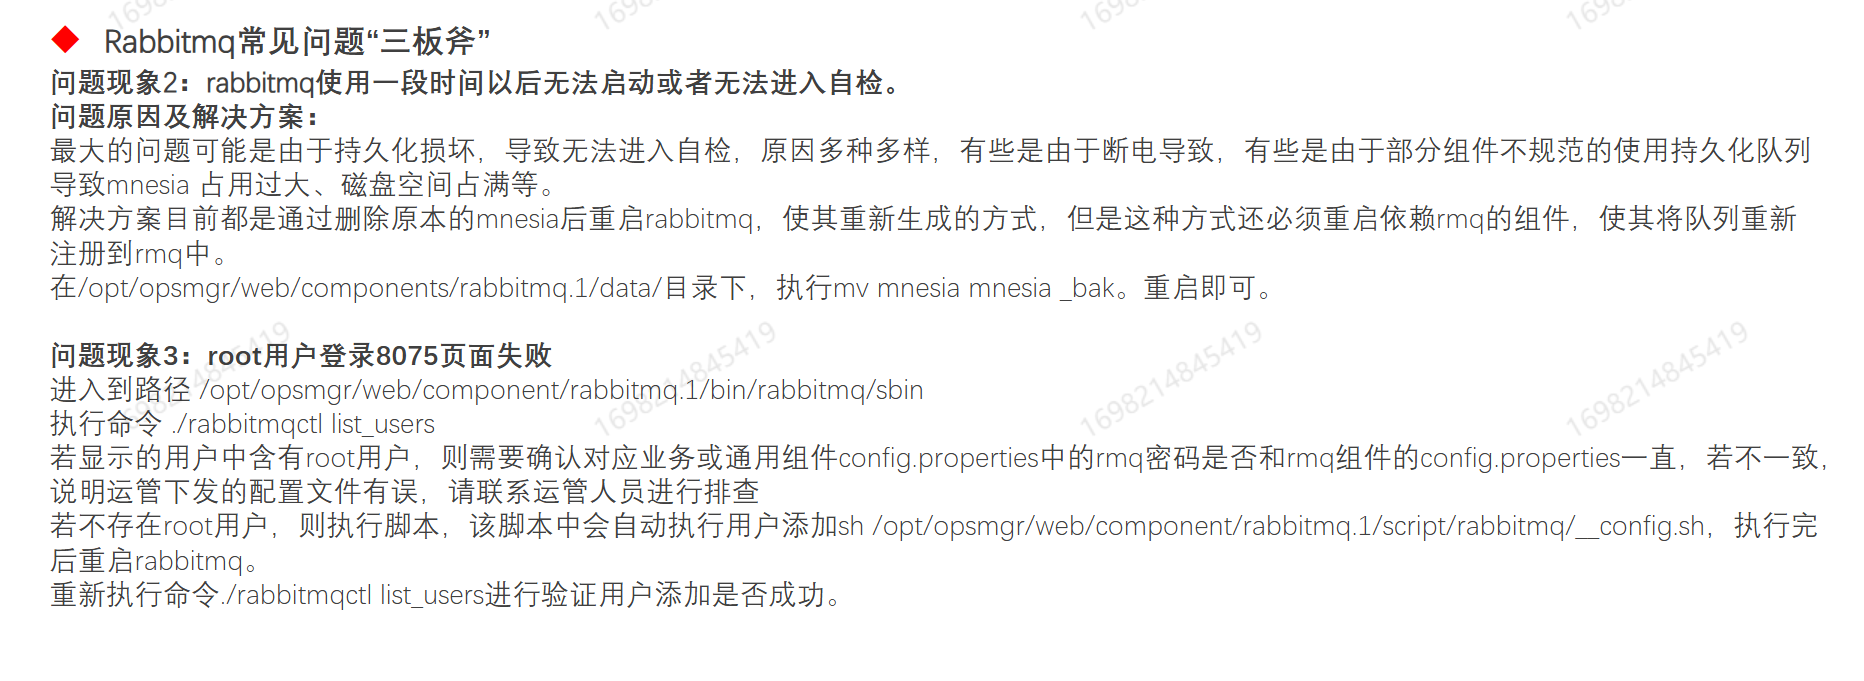 ◆ Rabbitmq常见问题“三板斧”
问题现象2：rabbitmq使用一段时间以后无法启动或者无法进入自检。
问题原因及解决方案：
最大的问题可能是由于持久化损坏，导致无法进入自检，原因多种多样，有些是由于断电导致，有些是由于部分组件不规范的使用持久化队列
导致mnesia 占用过大、磁盘空间占满等。
解决方案目前都是通过删除原本的mnesia后重启rabbitmq，使其重新生成的方式，但是这种方式还必须重启依赖rmq的组件，使其将队列重新
注册到rmq中。
在/opt/opsmgr/web/components/rabbitmq.1/data/目录下，执行mv mnesia mnesia _bak。重启即可。
问题现象3：root用户登录8075页面失败
进入到路径 /opt/opsmgr/web/component/rabbitmq.1/bin/rabbitmq/sbin
执行命令 ./rabbitmqctl list_users
若显示的用户中含有root用户，则需要确认对应业务或通用组件config.properties中的rmq密码是否和rmq组件的config.properties一直，若不一致，
说明运管下发的配置文件有误，请联系运管人员进行排查
若不存在root用户，则执行脚本，该脚本中会自动执行用户添加sh /opt/opsmgr/web/component/rabbitmq.1/script/rabbitmq/__config.sh，执行完
后重启rabbitmq。
重新执行命令./rabbitmqctl list_users进行验证用户添加是否成功。
169821484541​9
169821484541​9
169821484541​9
169821484541​9